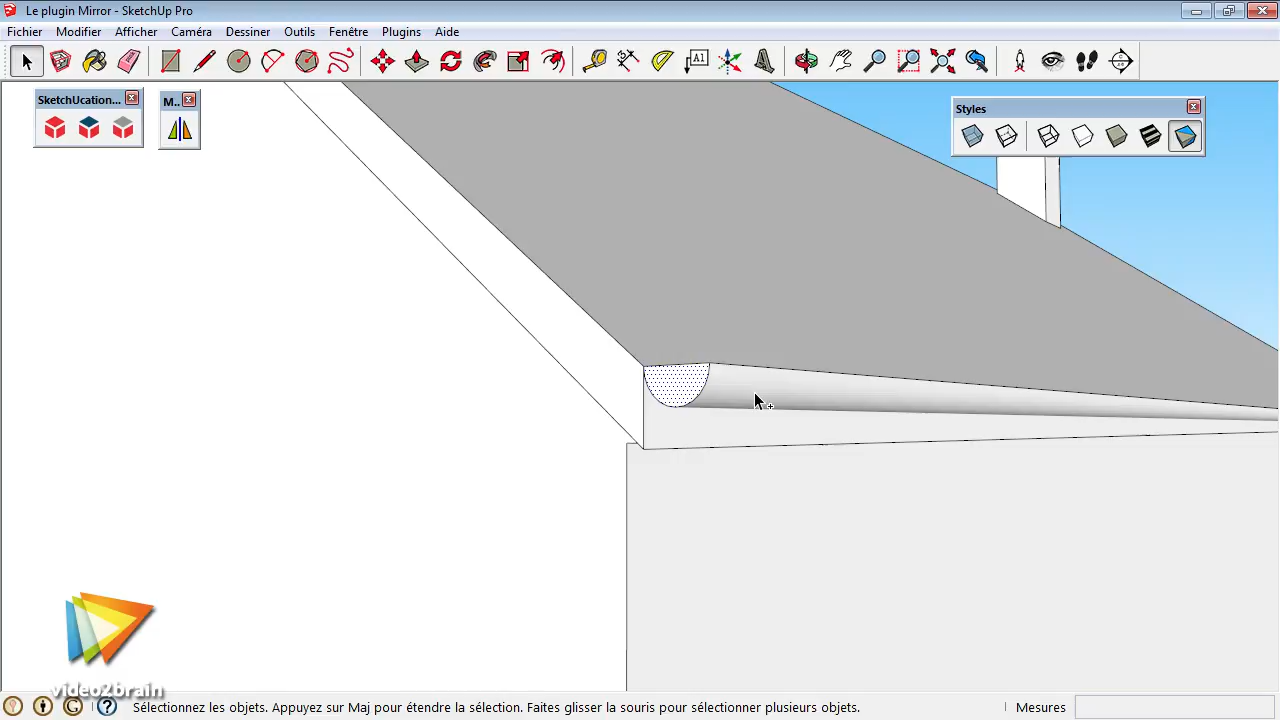 Le plugin Mirror - SketchUp Pro
Fichier Modifier Afficher Caméra Dessiner Outils Fenêtre Plugins Aide
A1
SketchUcation...
M..
Styles
video2brain
Sélectionnez les objets. Appuyez sur Maj pour étendre la sélection. Faites glisser la souris pour sélectionner plusieurs objets.
Mesures